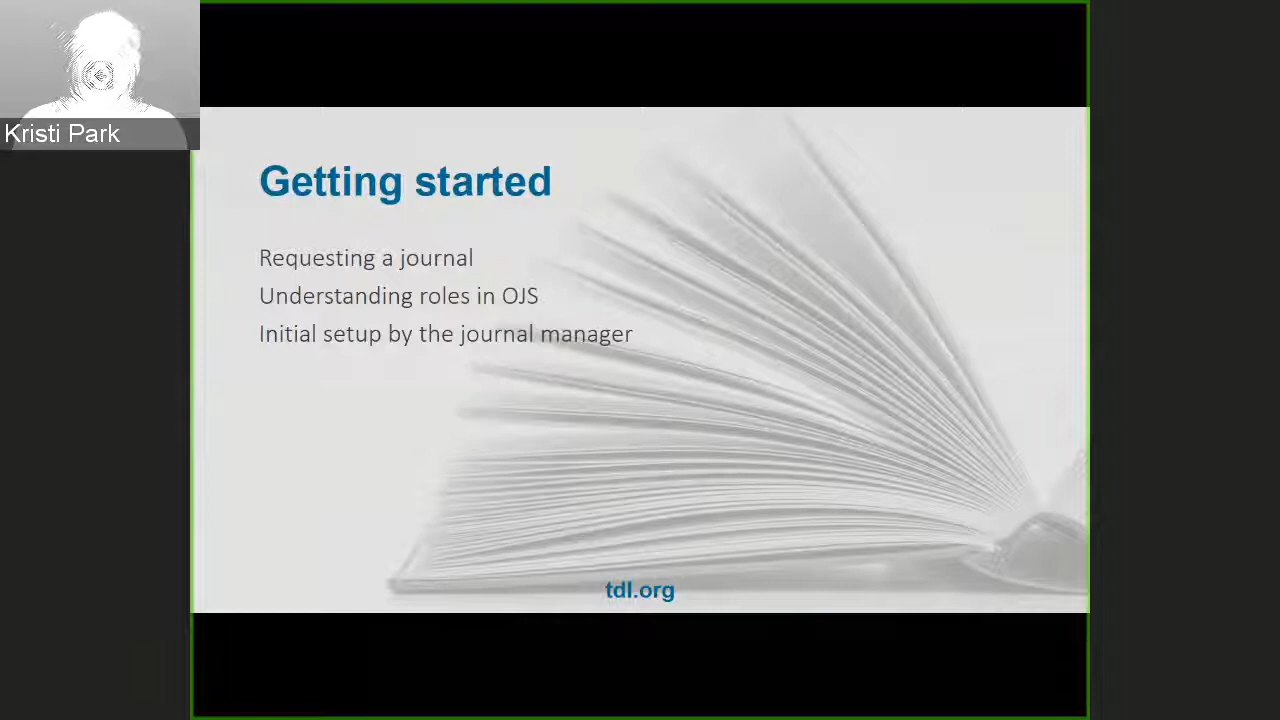 Kristi Park
Getting started
Requesting a journal
Understanding roles in OJS
Initial setup by the journal manager
tdl.org